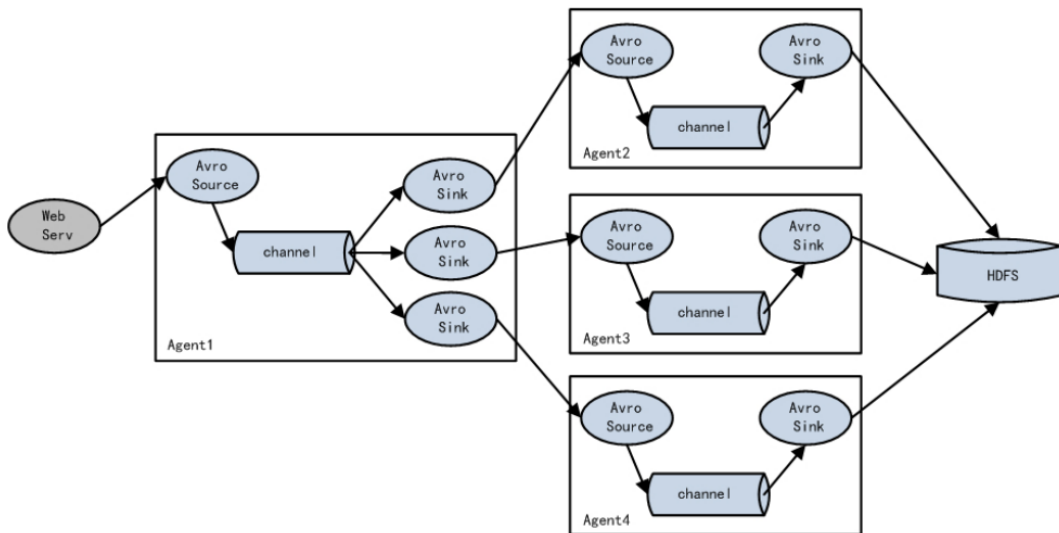 Web
Serv
Avro
Source
channel
Avro
Sink
Avro
Sink
Avro
Sink
Agent1
Avro
Source
channel
Avro
Sink
Agent2
Avro
Source
channel
Avro
Sink
Agent3
Avro
Source
channel
Avro
Sink
Agent4
HDFS